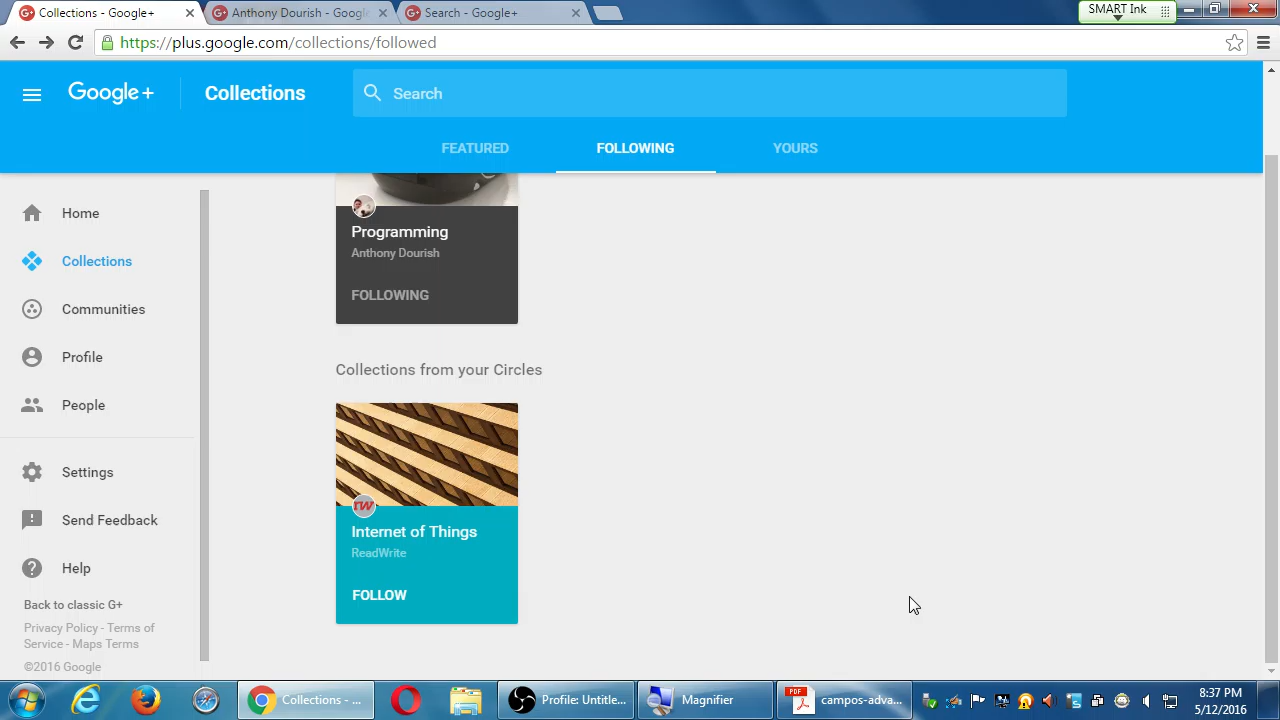 Collections - Google+
Anthony Dourish - Google
Search - Google+
SMART Ink
https://plus.google.com/collections/followed
Google+
Collections
Search
FEATURED
FOLLOWING
YOURS
Home
Collections
Communities
Profile
People
Settings
Send Feedback
Help
Back to classic G+
Privacy Policy - Terms of
Service - Maps Terms
©2016 Google
Programming
Anthony Dourish
FOLLOWING
Collections from your Circles
rw
Internet of Things
ReadWrite
FOLLOW
Collections - ...
Profile: Untitle...
Magnifier
PDF
campos-adva...
8:37 PM
5/12/2016